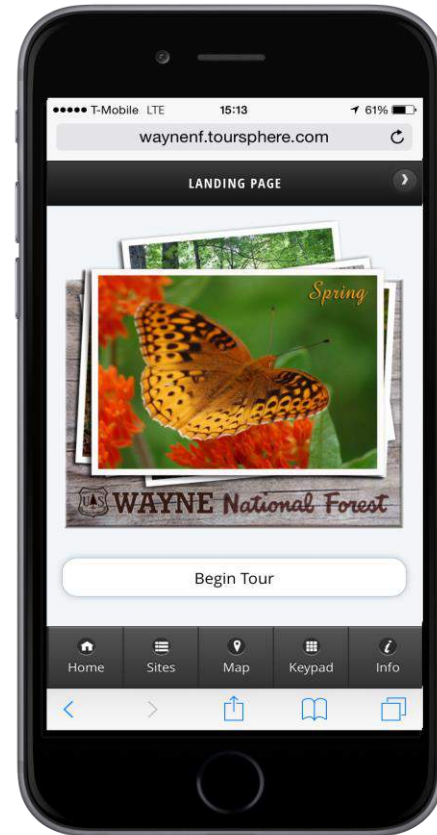 T-Mobile LTE 15:13 61%
waynenf.toursphere.com
LANDING PAGE
Spring
UAS WAYNE National Forest
Begin Tour
Home Sites Map Keypad Info